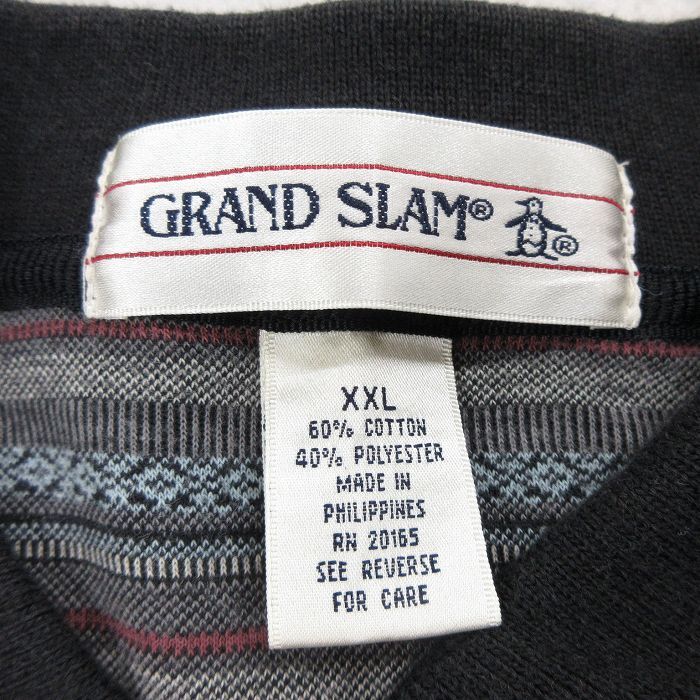 GRAND SLAM® ®
XXL
60% COTTON
40% POLYESTER
MADE IN
PHILIPPINES
RN 20165
SEE REVERSE
FOR CARE